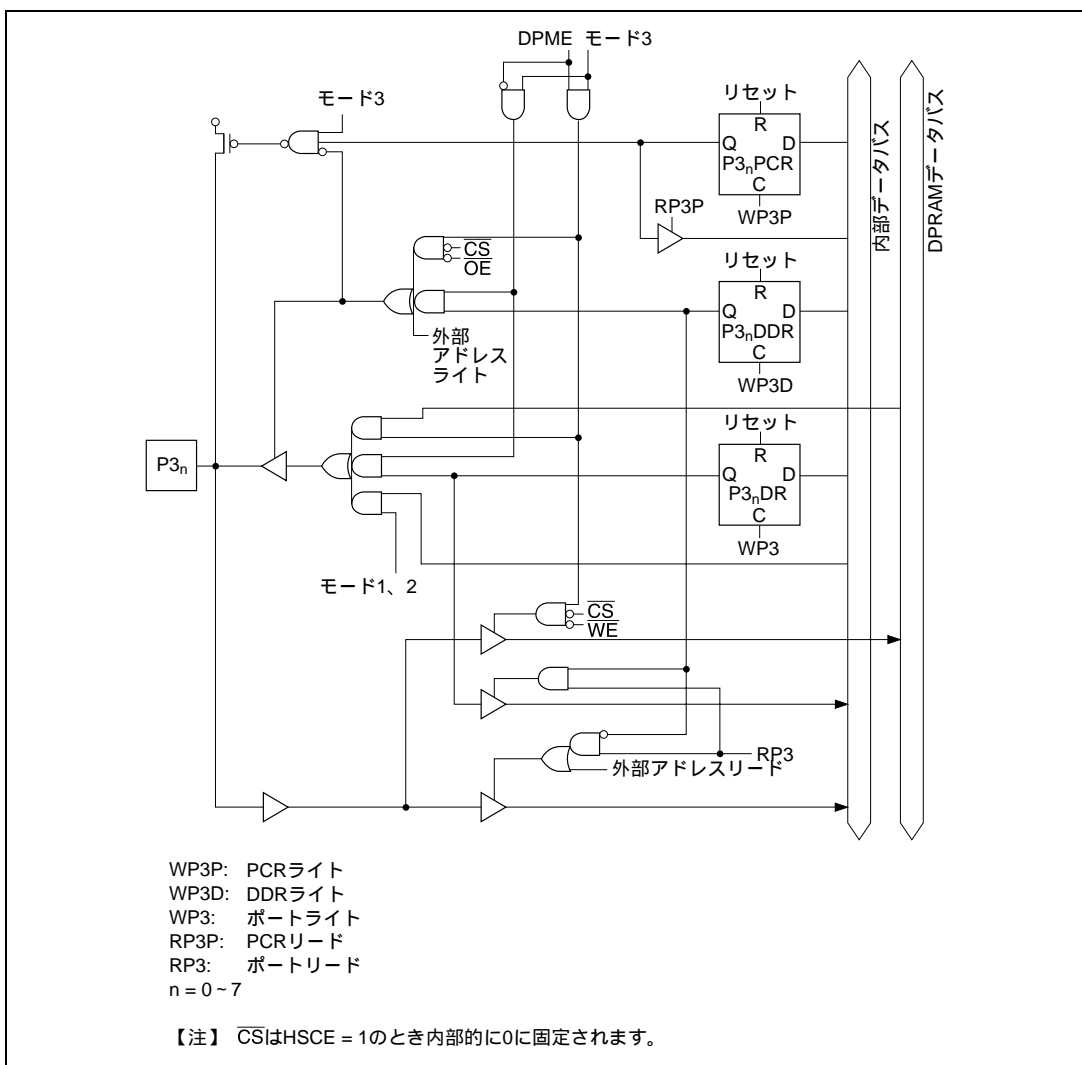 DPME モード3
モード3
リセット
R
Q D
P3nPCR
C
WP3P
RP3P
内部データバス
DPRAMデータバス
CS
OE
リセット
R
Q D
P3nDDR
C
WP3D
外部
アドレス
ライト
リセット
R
Q D
P3nDR
C
WP3
P3n
モード1、2
CS
WE
RP3
外部アドレスリード
WP3P: PCRライト
WP3D: DDRライト
WP3: ポートライト
RP3P: PCRリード
RP3: ポートリード
n = 0 ~ 7
【注】 CSはHSCE = 1のとき内部的に0に固定されます。